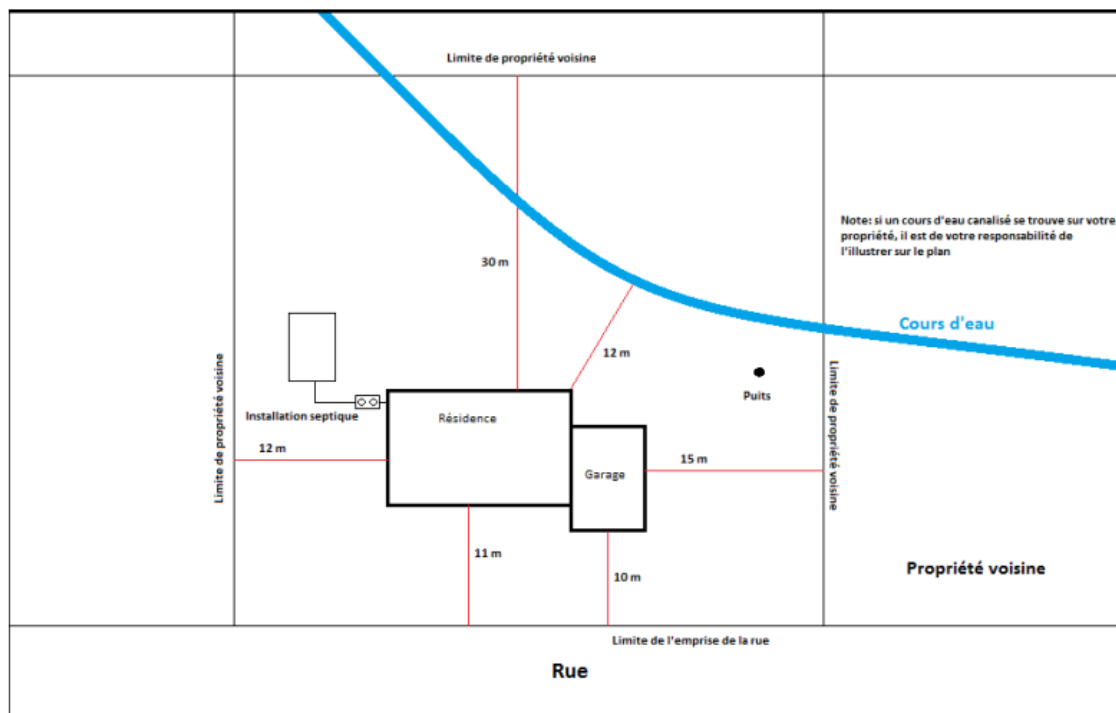 Limite de propriété voisine
Note: si un cours d'eau canalisé se trouve sur votre
propriété, il est de votre responsabilité de
l'illustrer sur le plan
30 m
Cours d'eau
12 m
Limite de propriété voisine
Puits
Limite de propriété voisine
Installation septique
Résidence
12 m
15 m
Garage
11 m
10 m
Propriété voisine
Limite de l'emprise de la rue
Rue